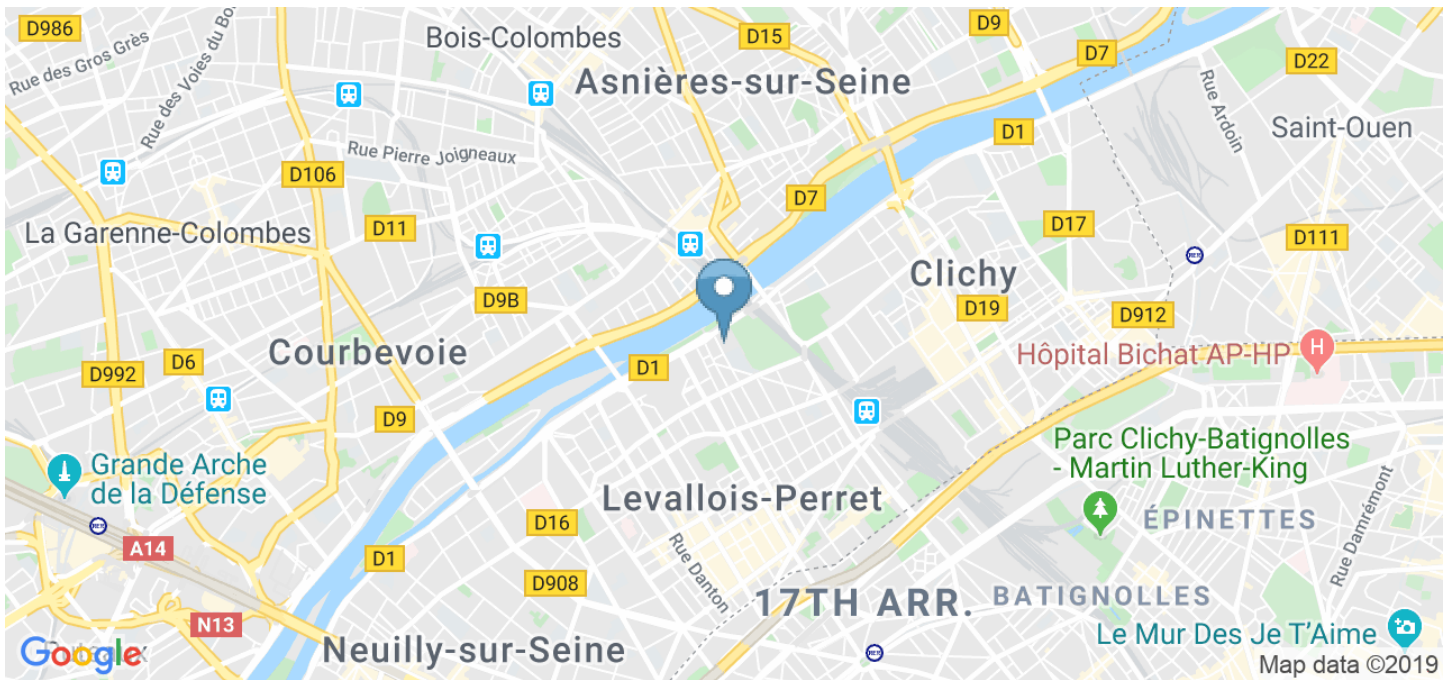 D986
Bois-Colombes
D15
D9
D7
D22
Rue des Gros Grès
Rue des Voies du Bo
Asnières-sur-Seine
Rue Ardoin
D1
Saint-Ouen
Rue Pierre Joigneaux
D106
D7
La Garenne-Colombes
D11
D17
D111
Clichy
D9B
D19
D912
Courbevoie
Hôpital Bichat AP-HP
H
D6
D992
D1
D9
Parc Clichy-Batignolles
- Martin Luther-King
Grande Arche
de la Défense
Levallois-Perret
ÉPINETTES
D16
A14
D1
Rue Danton
Rue Damrémont
D908
17TH ARR.
BATIGNOLLES
N13
Le Mur Des Je T'Aime
Neuilly-sur-Seine
Google
Map data ©2019